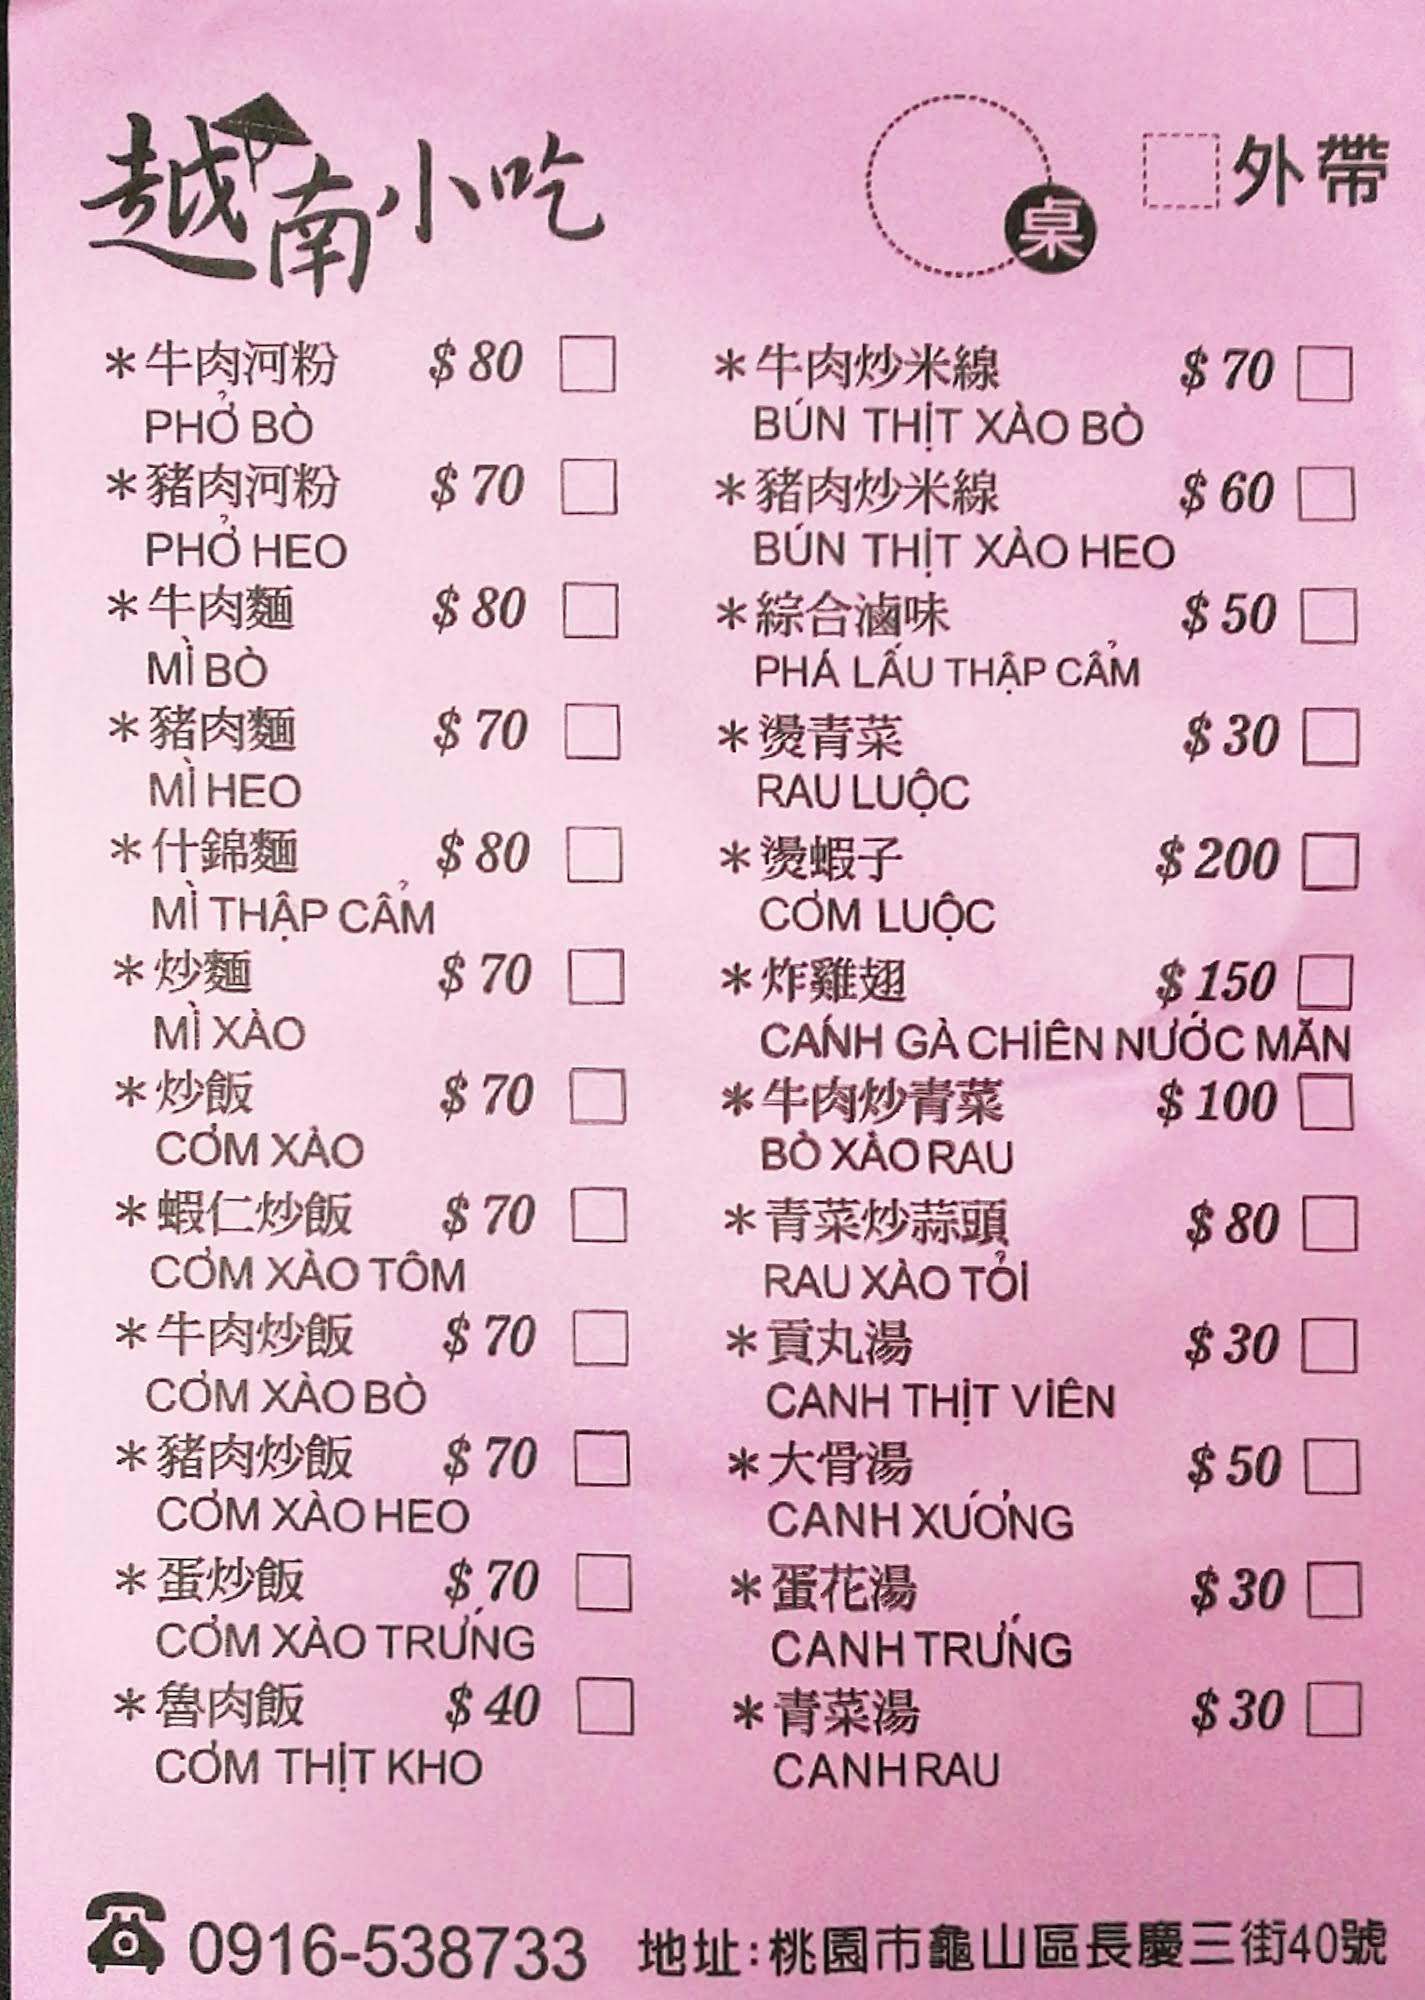 越南小吃
桌
外帶
*牛肉河粉 $80
PHỞ BÒ
*豬肉河粉 $70
PHỞ HEO
*牛肉麵 $80
MÌ BÒ
*豬肉麵 $70
MÌ HEO
*什錦麵 $80
MÌ THẬP CẨM
*炒麵 $70
MÌ XÀO
*炒飯 $70
CƠM XÀO
*蝦仁炒飯 $70
CƠM XÀO TÔM
*牛肉炒飯 $70
CƠM XÀO BÒ
*豬肉炒飯 $70
CƠM XÀO HEO
*蛋炒飯 $70
CƠM XÀO TRỨNG
*魯肉飯 $40
CƠM THỊT KHO
*牛肉炒米線 $70
BÚN THỊT XÀO BÒ
*豬肉炒米線 $60
BÚN THỊT XÀO HEO
*綜合滷味 $50
PHÁ LẤU THẬP CẨM
*燙青菜 $30
RAU LUỘC
*燙蝦子 $200
CƠM LUỘC
*炸雞翅 $150
CÁNH GÀ CHIÊN NƯỚC MĂN
*牛肉炒青菜 $100
BÒ XÀO RAU
*青菜炒蒜頭 $80
RAU XÀO TỎI
*貢丸湯 $30
CANH THỊT VIÊN
*大骨湯 $50
CANH XƯƠNG
*蛋花湯 $30
CANH TRỨNG
*青菜湯 $30
CANH RAU
0916-538733 地址:桃園市龜山區長慶三街40號